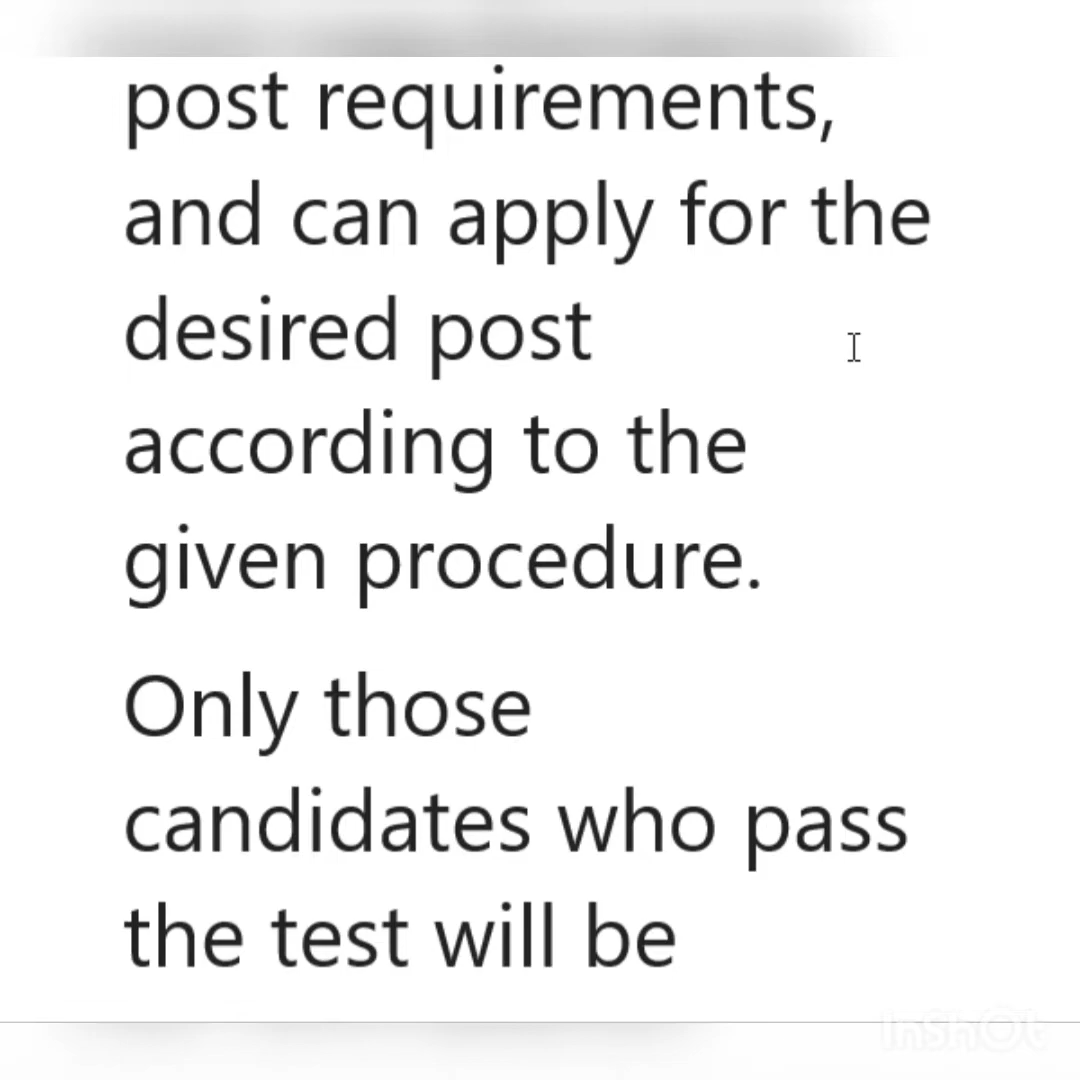 post requirements,
and can apply for the
desired post
according to the
given procedure.
Only those
candidates who pass
the test will be
InShOt